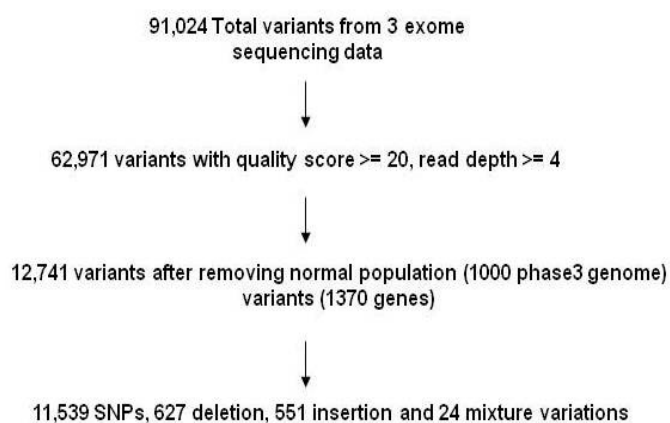 91,024 Total variants from 3 exome
sequencing data
62,971 variants with quality score >= 20, read depth >= 4
12,741 variants after removing normal population (1000 phase3 genome)
variants (1370 genes)
11,539 SNPs, 627 deletion, 551 insertion and 24 mixture variations